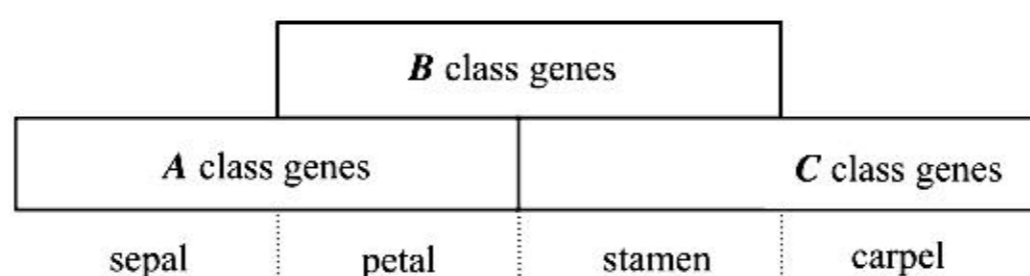 B class genes
A class genes C class genes
sepal petal stamen carpel